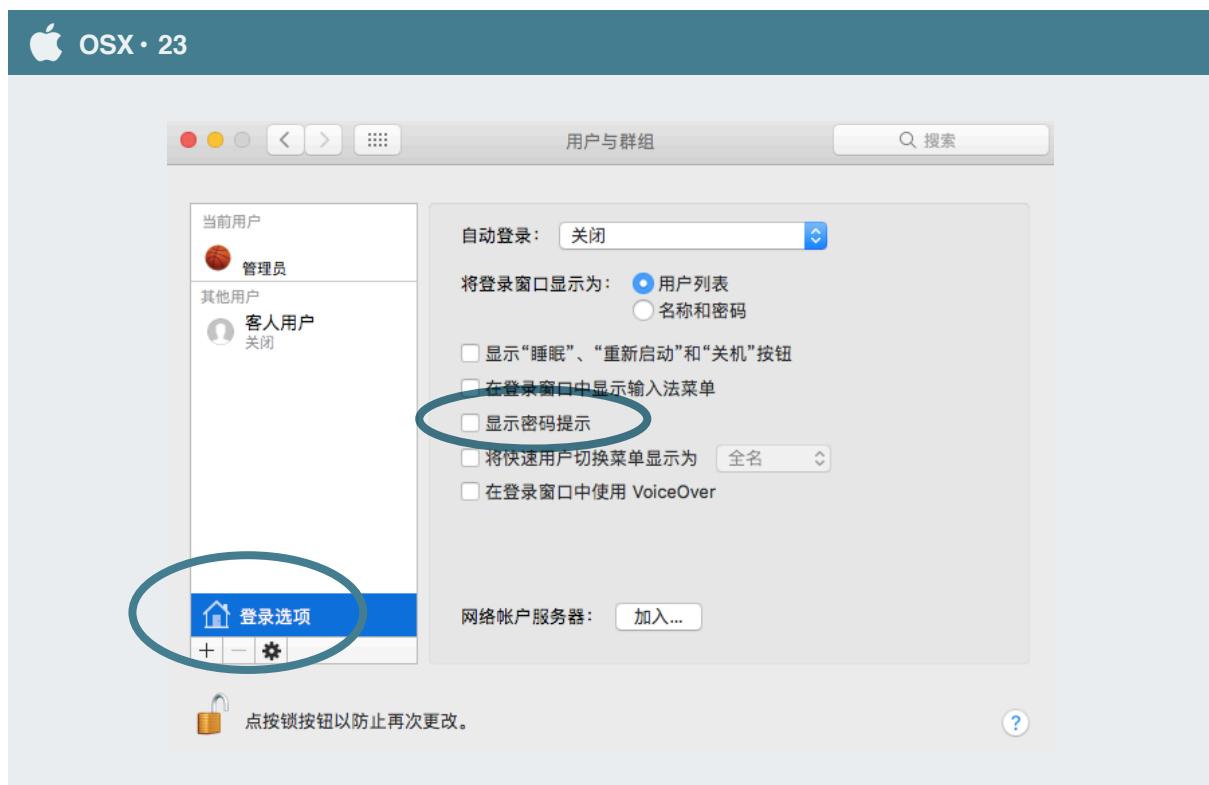 OSX · 23
用户与群组
搜索
当前用户
管理员
其他用户
客人用户
关闭
登录选项
自动登录： 关闭
将登录窗口显示为： 用户列表
名称和密码
显示“睡眠”、“重新启动”和“关机”按钮
在登录窗口中显示输入法菜单
显示密码提示
将快速用户切换菜单显示为 全名
在登录窗口中使用 VoiceOver
网络帐户服务器： 加入...
点按锁按钮以防止再次更改。
?